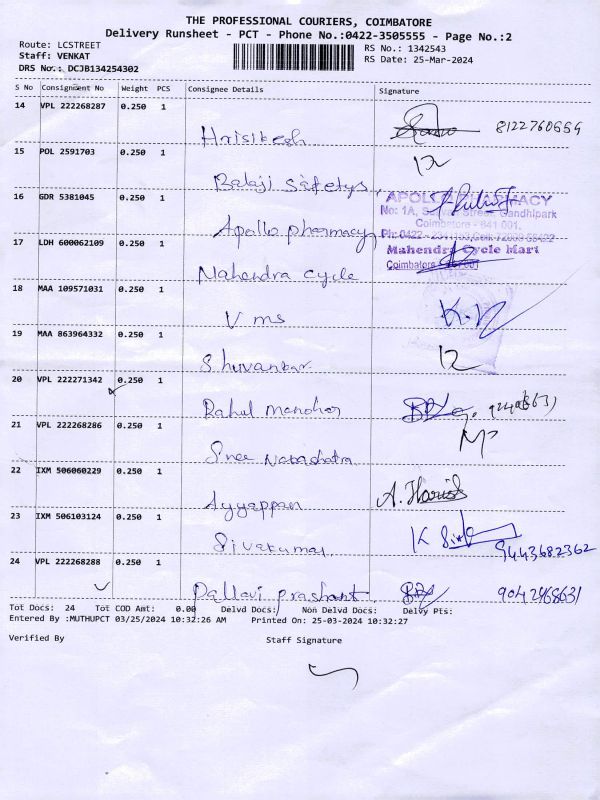 THE PROFESSIONAL COURIERS, COIMBATORE
Delivery Runsheet - PCT - Phone No.:0422-3505555 - Page No.:2
Route: LCSTREET RS No.: 1342543
Staff: VENKAT RS Date: 25-Mar-2024
DRS No.: DCJB134254302
S No Consignment No Weight PCS Consignee Details Signature
14 VPL 222268287 0.250 1
Hrisikesh
15 POL 2591703 0.250 1
Balaji safetys
16 GDR 5381045 0.250 1 APOLLO PHARMACY
No: 1A, Street, Gandhipark
Coimbatore - 641 001.
Apollo pharmacy
17 LDH 600062109 0.250 1 Mahendra Cycle Mart
Coimbatore
Mahendra cycle
18 MAA 109571031 0.250 1
Vms
19 MAA 863964332 0.250 1
Shuvankar
20 VPL 222271342 0.250 1
Rahul manohar
21 VPL 222268286 0.250 1
Sree
22 IXM 506060229 0.250 1
Ayyappan A. Harish
23 IXM 506103124 0.250 1
Sivakumar K 9443682362
24 VPL 222268288 0.250 1
Pallavi prashant 9042468631
Tot Docs: 24 Tot COD Amt: 0.00 Delvd Docs: Non Delvd Docs: Delvy Pts:
Entered By :MUTHUPCT 03/25/2024 10:32:26 AM Printed On: 25-03-2024 10:32:27
Verified By Staff Signature